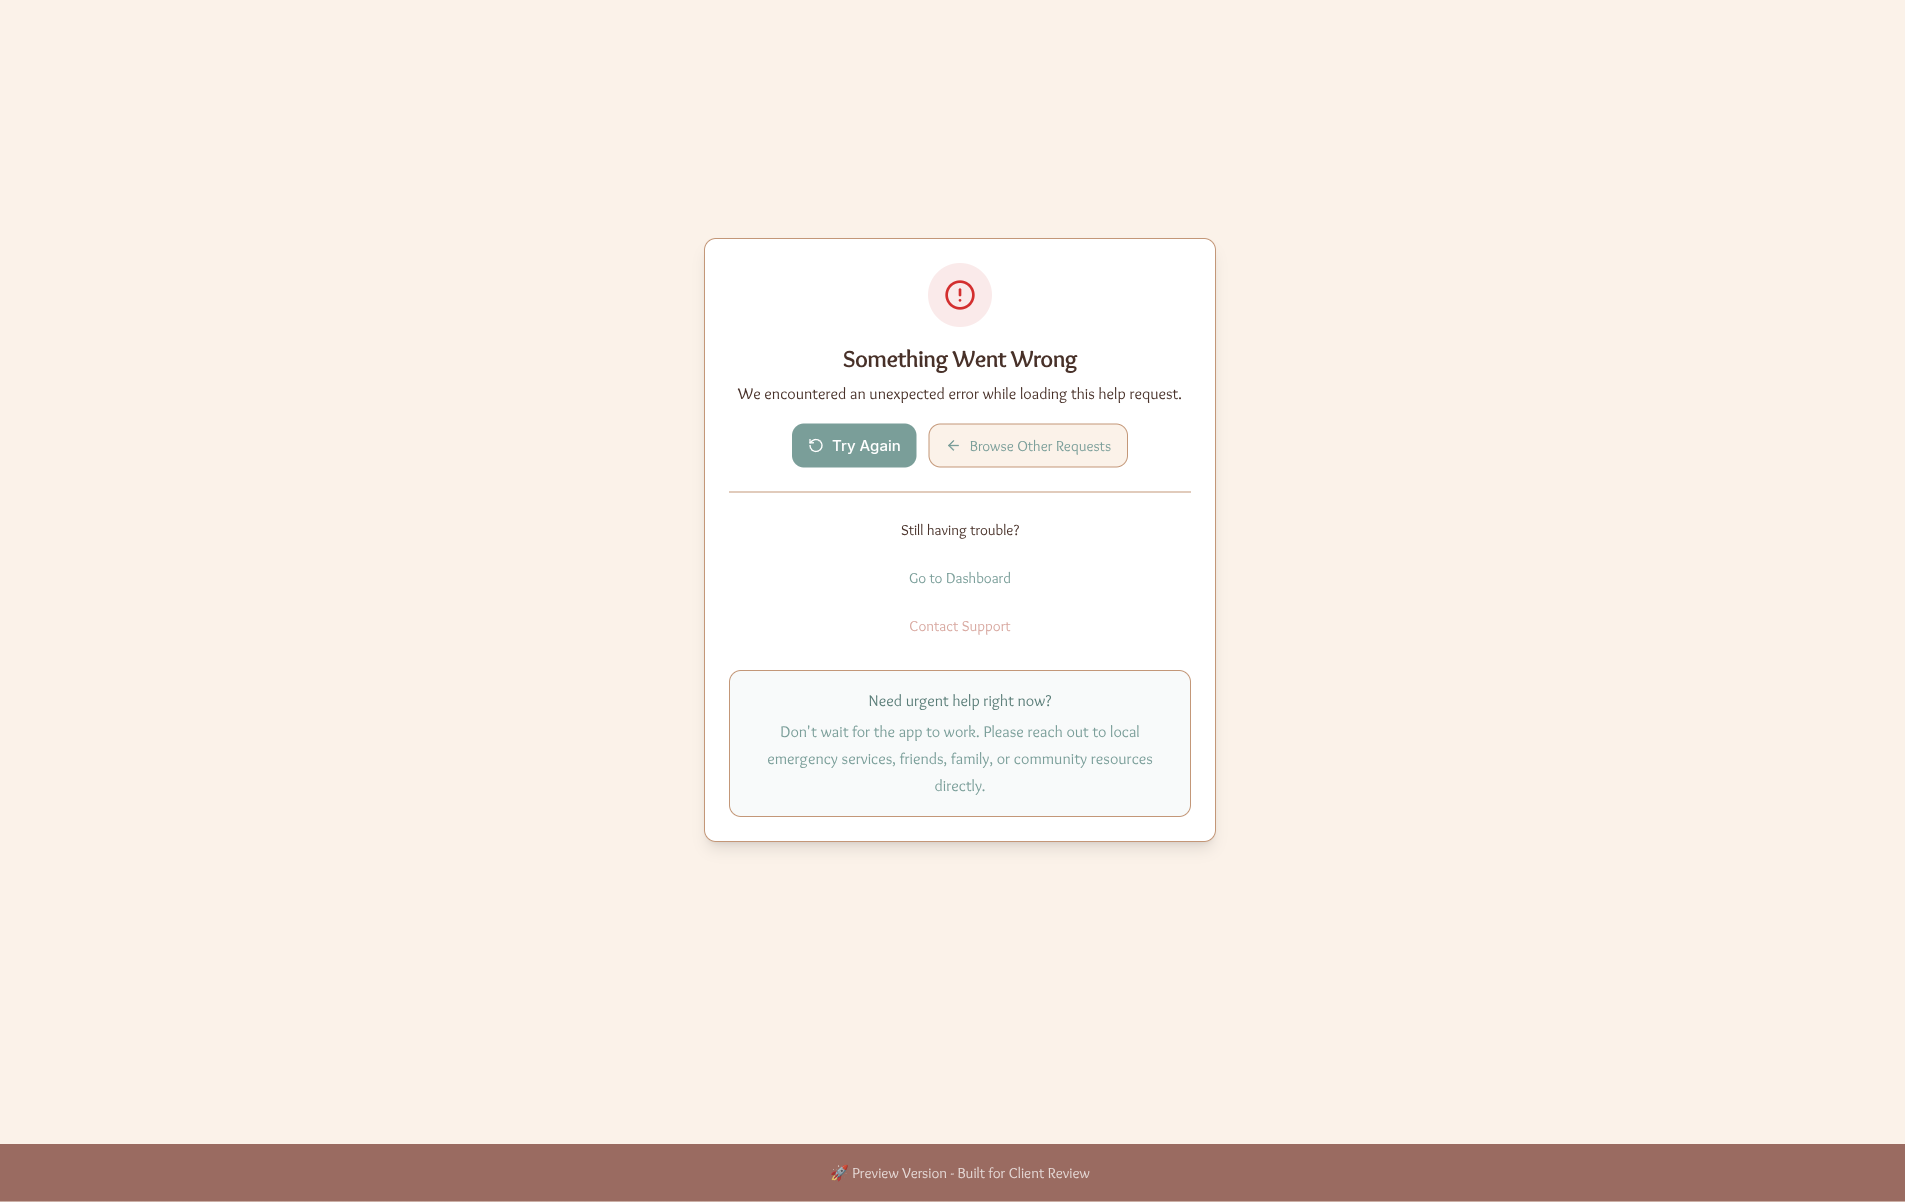 Something Went Wrong
We encountered an unexpected error while loading this help request.
Try Again
Browse Other Requests
Still having trouble?
Go to Dashboard
Contact Support
Need urgent help right now?
Don't wait for the app to work. Please reach out to local
emergency services, friends, family, or community resources
directly.
🚀 Preview Version - Built for Client Review